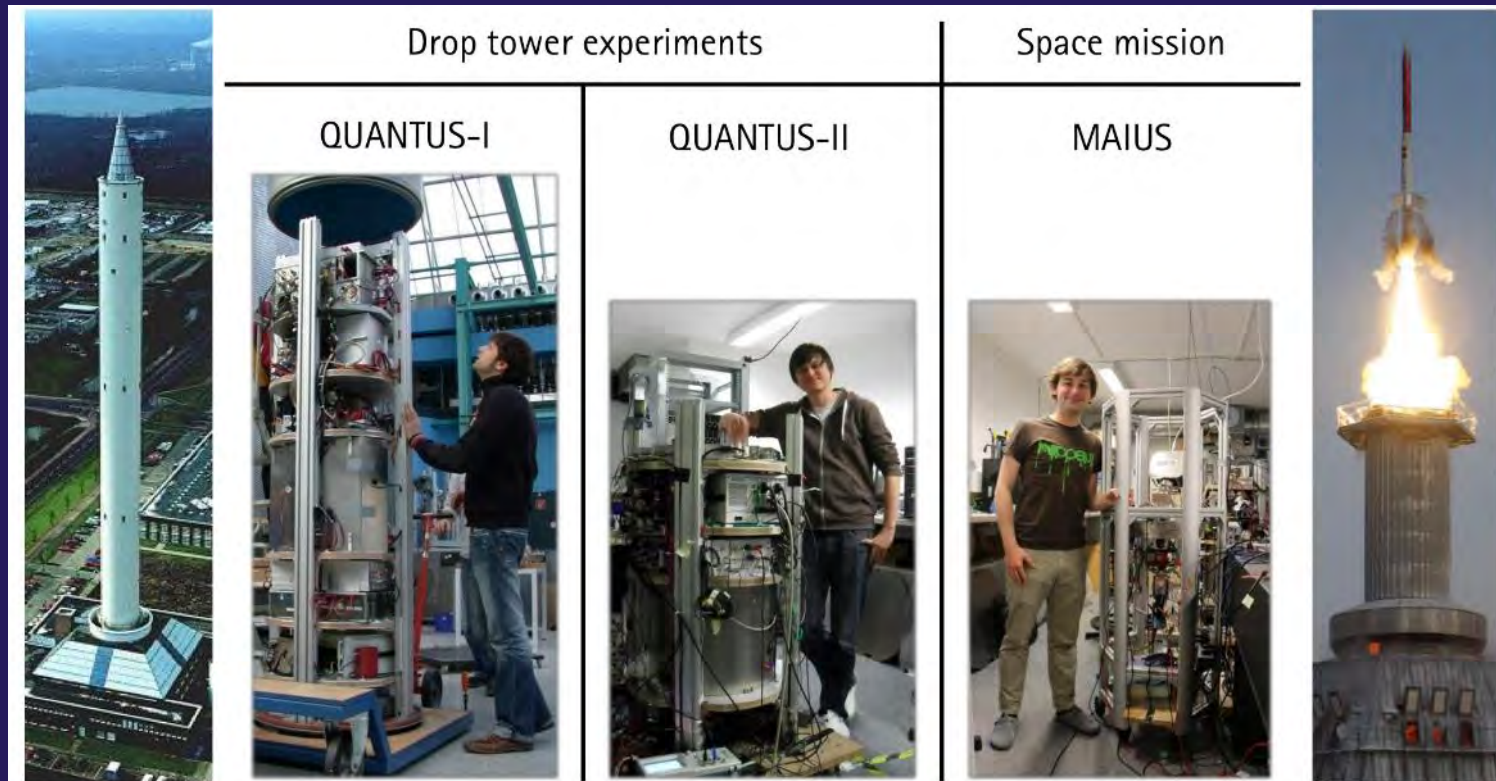 Drop tower experiments
Space mission
QUANTUS-I
QUANTUS-II
MAIUS